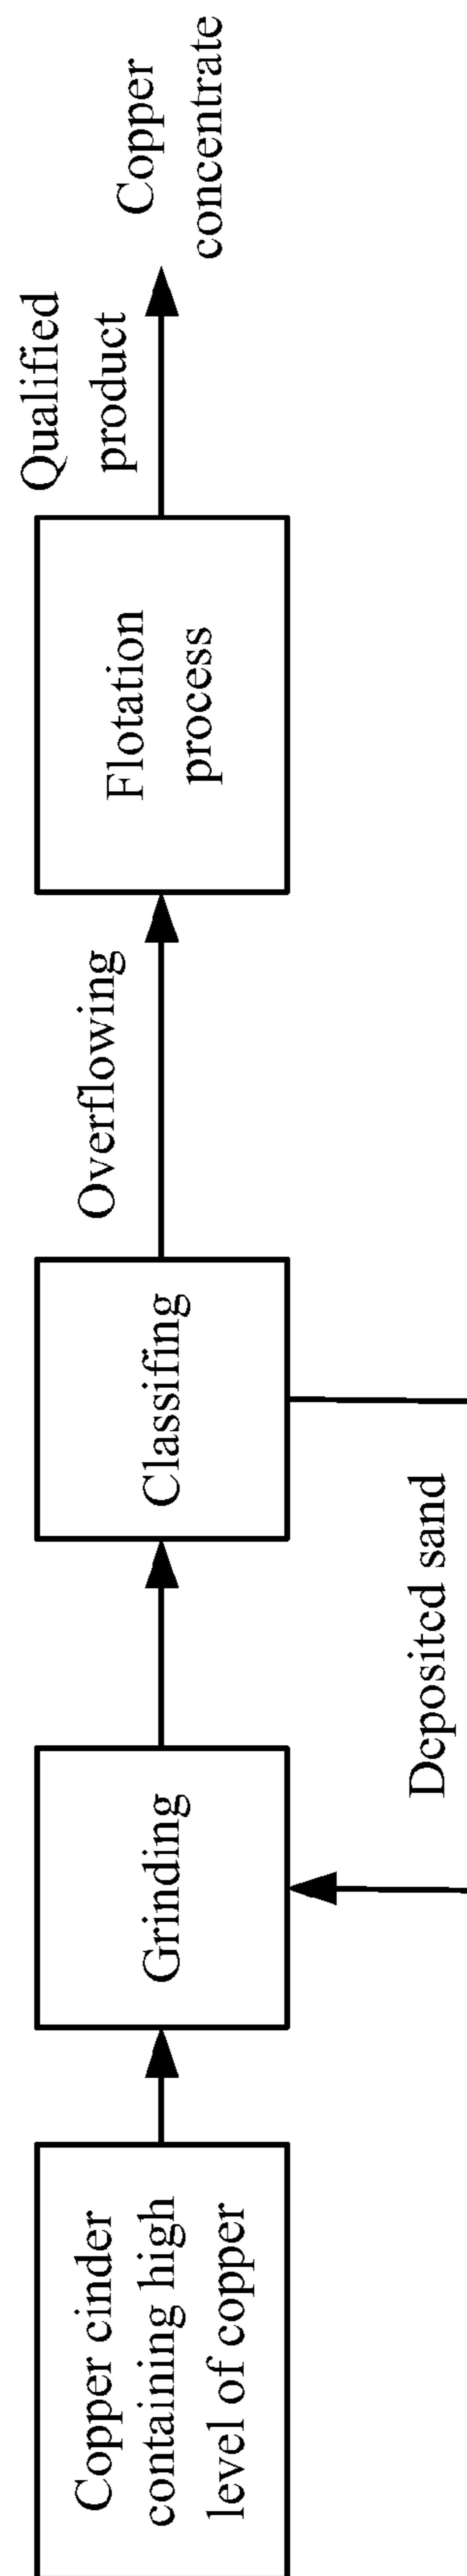 Copper cinder
containing high
level of copper
Grinding
Deposited sand
Classifing
Overflowing
Flotation
process
Qualified
product
Copper
concentrate